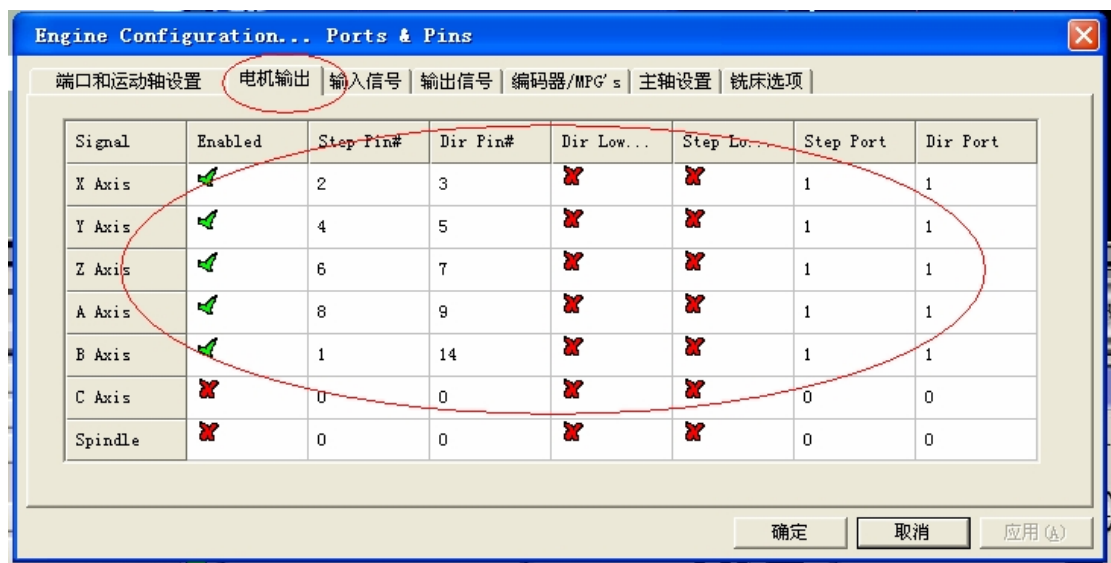 Engine Configuration... Ports & Pins
端口和运动轴设置 电机输出 输入信号 输出信号 编码器/MPG's 主轴设置 铣床选项
Signal Enabled Step Pin# Dir Pin# Dir Low... Step Lo... Step Port Dir Port
X Axis 2 3 1 1
Y Axis 4 5 1 1
Z Axis 6 7 1 1
A Axis 8 9 1 1
B Axis 1 14 1 1
C Axis 0 0 0 0
Spindle 0 0 0 0
确定 取消 应用(A)